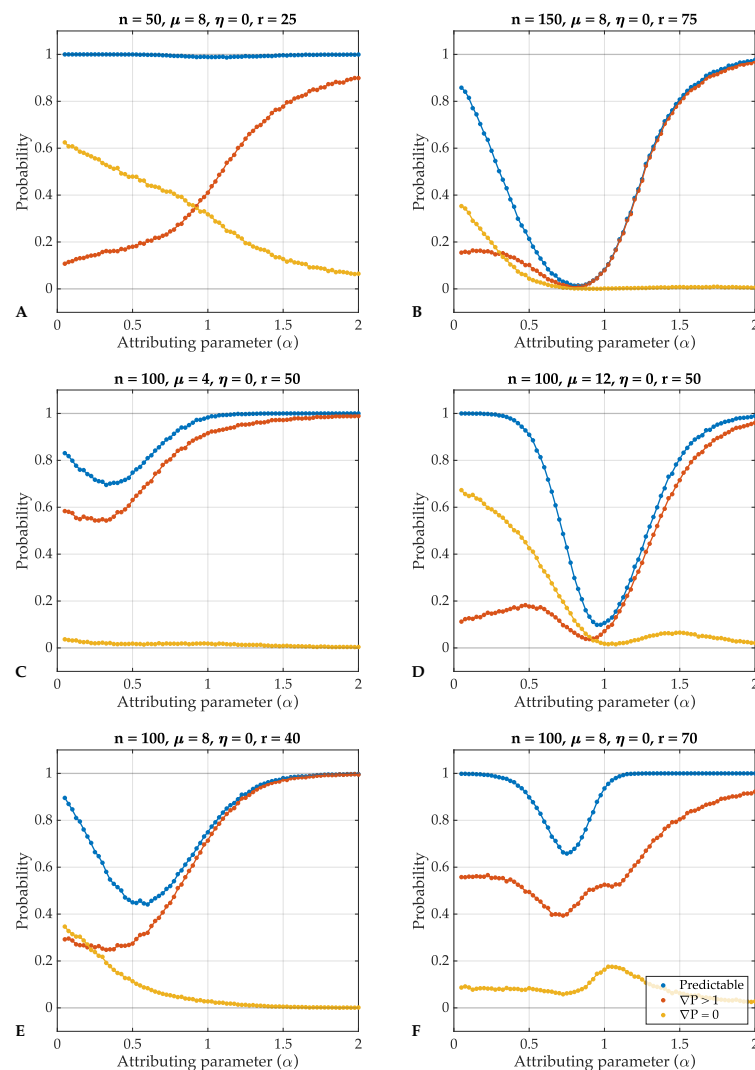 n = 50, μ = 8, η = 0, r = 25
1
0.8
0.6
0.4
0.2
0
Probability
0
0.5
1
1.5
2
Attributing parameter (α)
A
n = 150, μ = 8, η = 0, r = 75
1
0.8
0.6
0.4
0.2
0
Probability
0
0.5
1
1.5
2
Attributing parameter (α)
B
n = 100, μ = 4, η = 0, r = 50
1
0.8
0.6
0.4
0.2
0
Probability
0
0.5
1
1.5
2
Attributing parameter (α)
C
n = 100, μ = 12, η = 0, r = 50
1
0.8
0.6
0.4
0.2
0
Probability
0
0.5
1
1.5
2
Attributing parameter (α)
D
n = 100, μ = 8, η = 0, r = 40
1
0.8
0.6
0.4
0.2
0
Probability
0
0.5
1
1.5
2
Attributing parameter (α)
E
n = 100, μ = 8, η = 0, r = 70
1
0.8
0.6
0.4
0.2
0
Probability
Predictable
∇P > 1
∇P = 0
0
0.5
1
1.5
2
Attributing parameter (α)
F